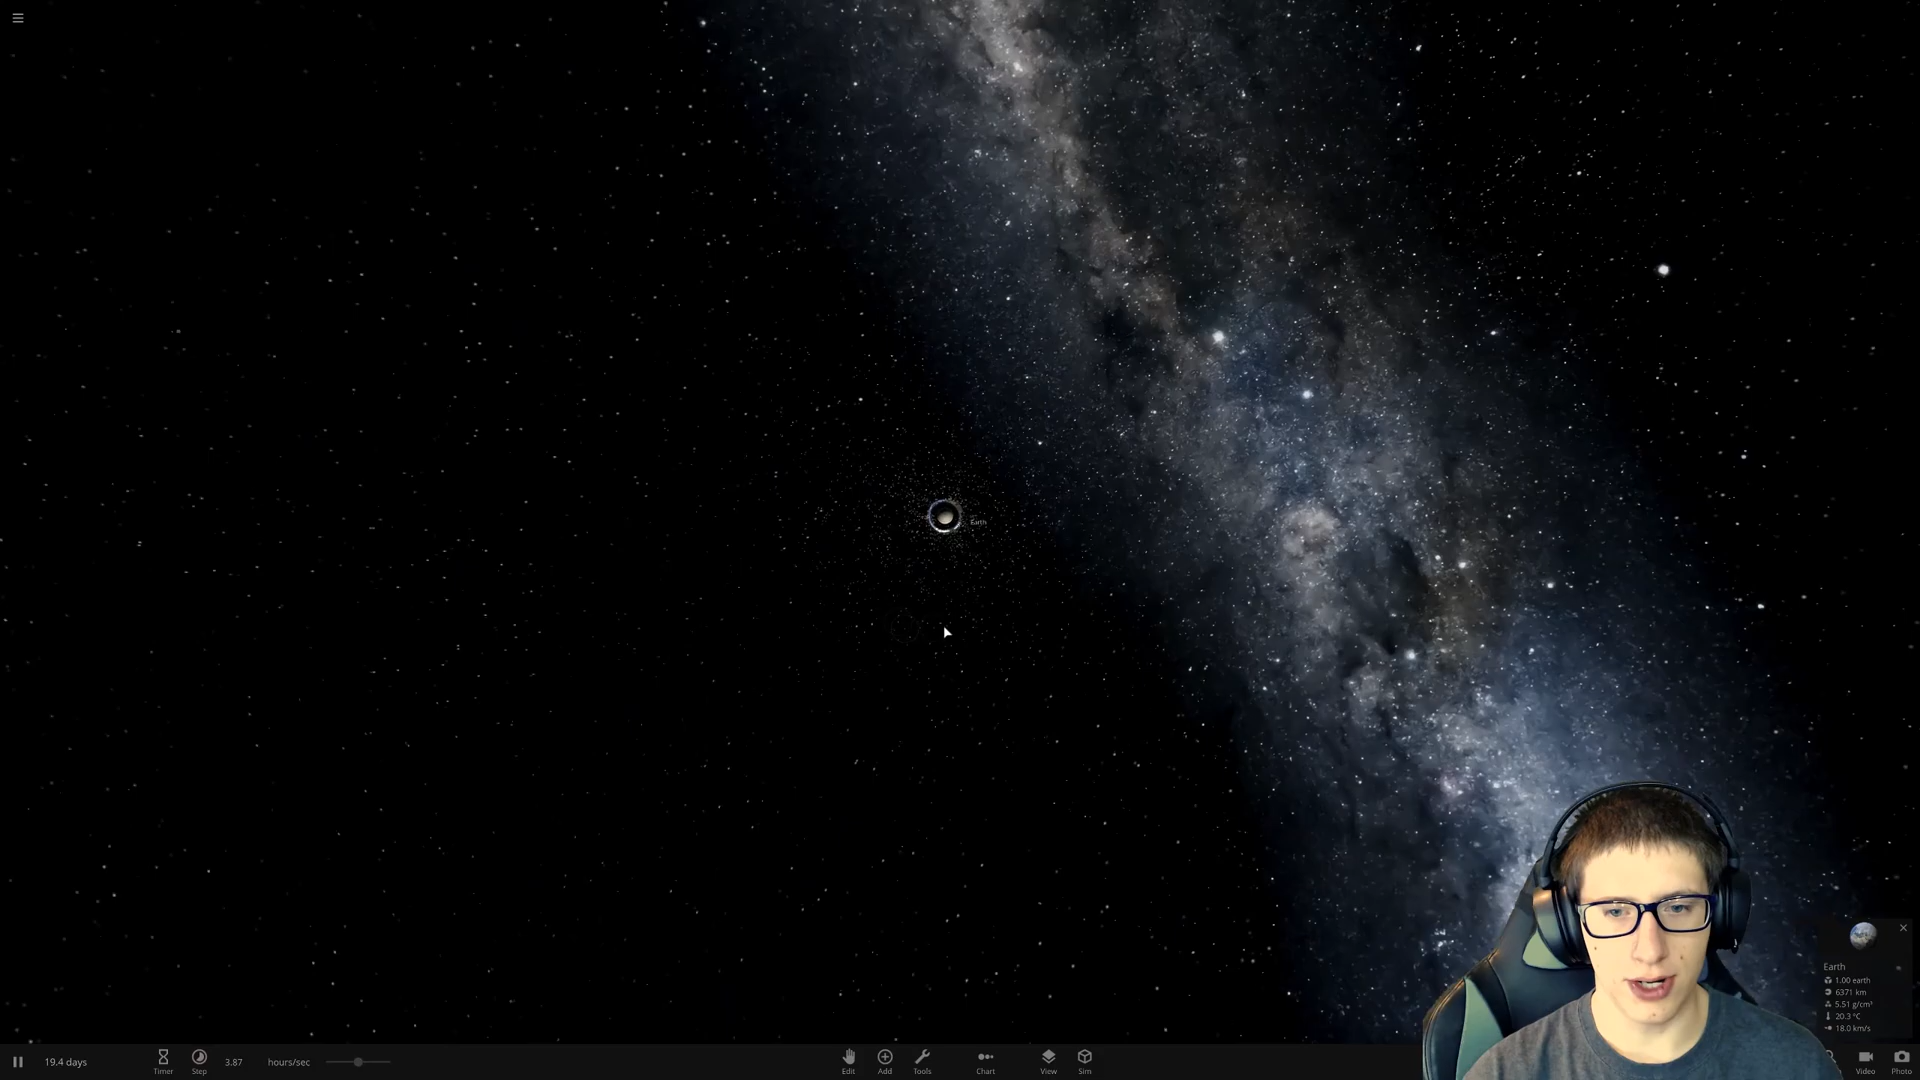 Earth
Earth
1.00 earth
6371 km
5.51 g/cm³
20.3 °C
18.0 km/s
19.4 days
Timer
Step
3.87
hours/sec
Edit
Add
Tools
Chart
View
Sim
Video
Photo